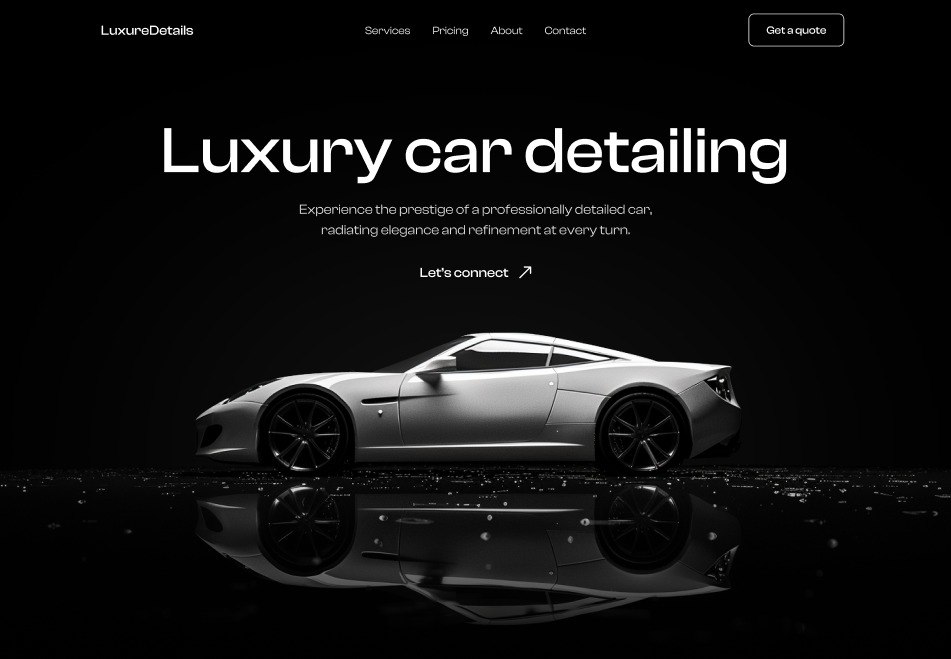 LuxureDetails
Services
Pricing
About
Contact
Get a quote
Luxury car detailing
Experience the prestige of a professionally detailed car,
radiating elegance and refinement at every turn.
Let's connect